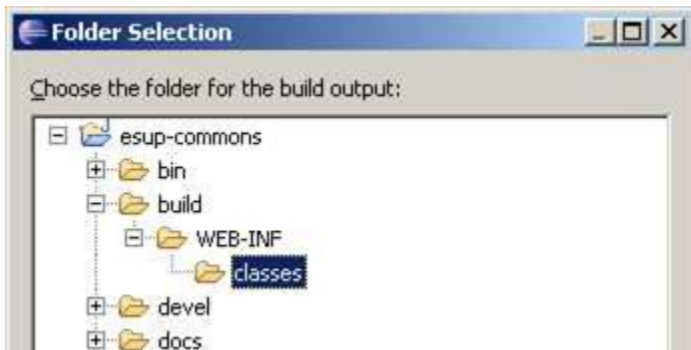 Folder Selection
Choose the folder for the build output:
esup-commons
bin
build
WEB-INF
classes
devel
docs